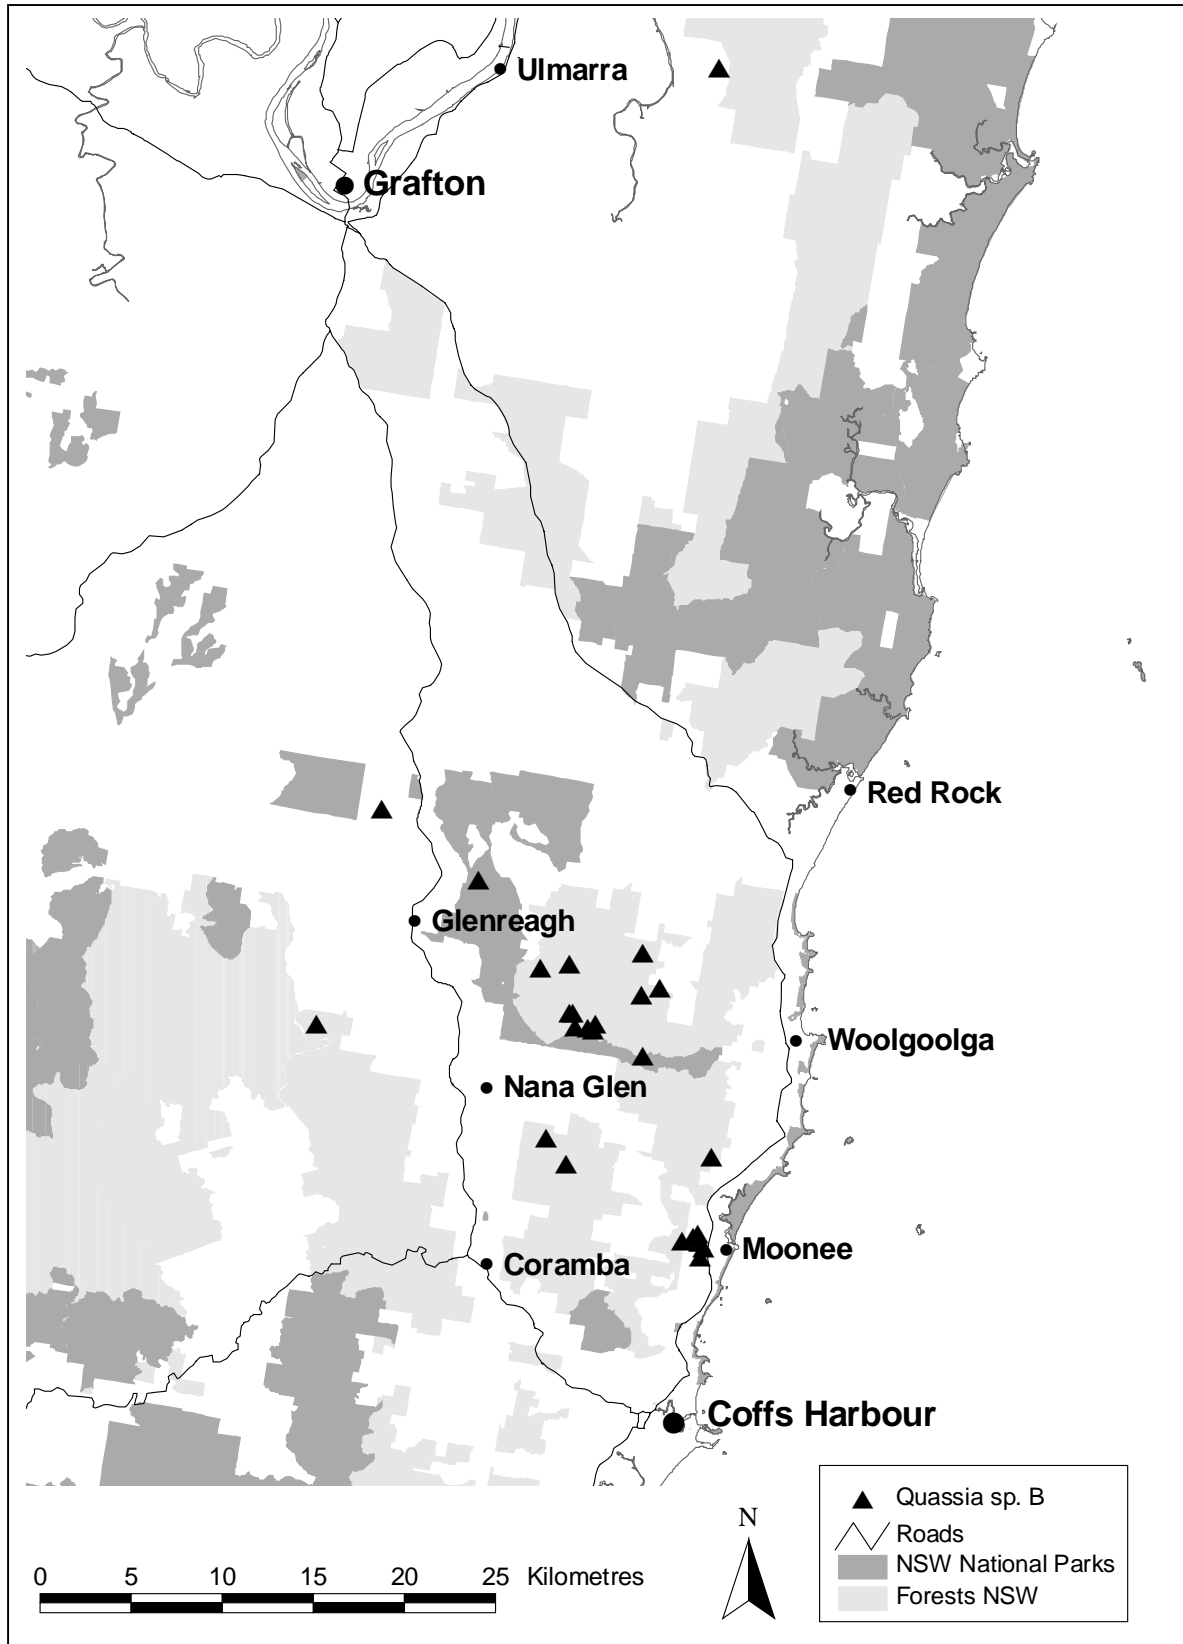 Ulmarra
Grafton
Red Rock
Glenreagh
Woolgoolga
Nana Glen
Moonee
Coramba
Coffs Harbour
Quassia sp. B
Roads
NSW National Parks
Forests NSW
N
0 5 10 15 20 25 Kilometres